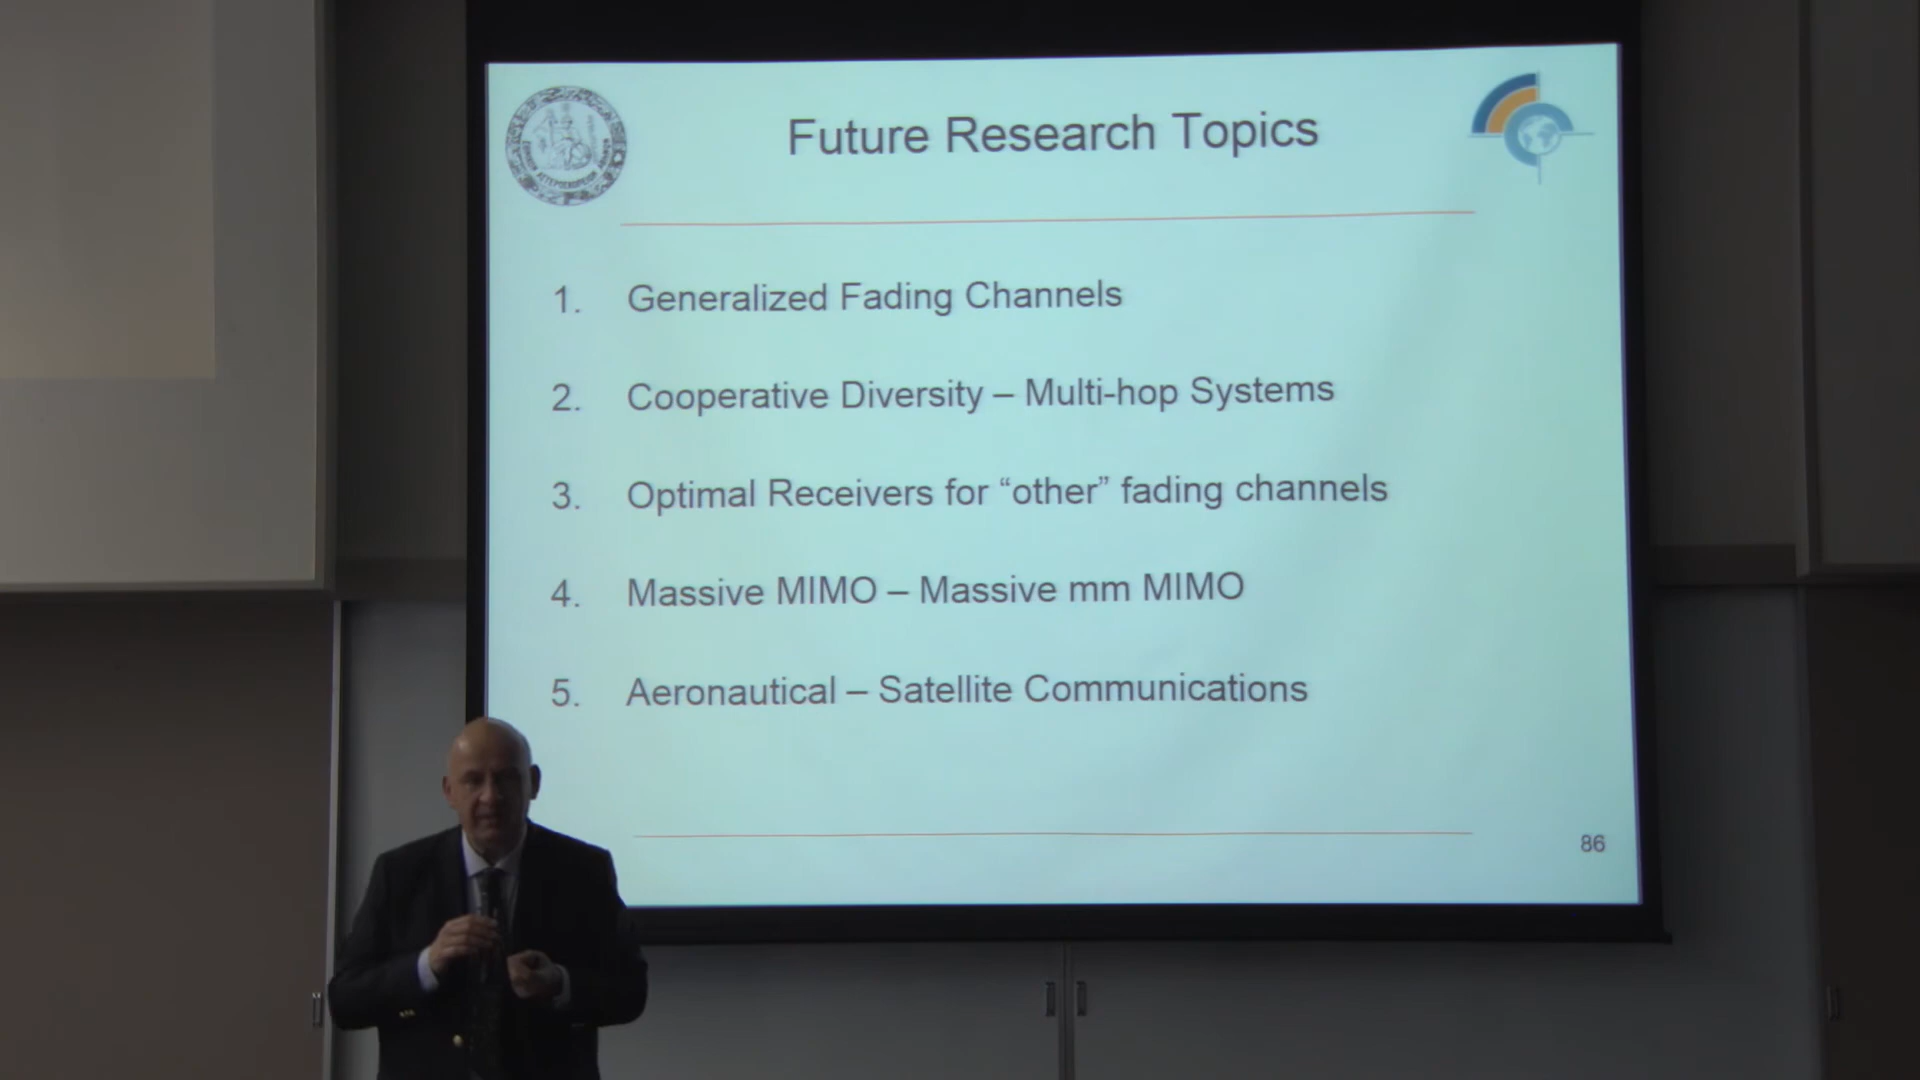 Future Research Topics
1. Generalized Fading Channels
2. Cooperative Diversity – Multi-hop Systems
3. Optimal Receivers for “other” fading channels
4. Massive MIMO – Massive mm MIMO
5. Aeronautical – Satellite Communications
86